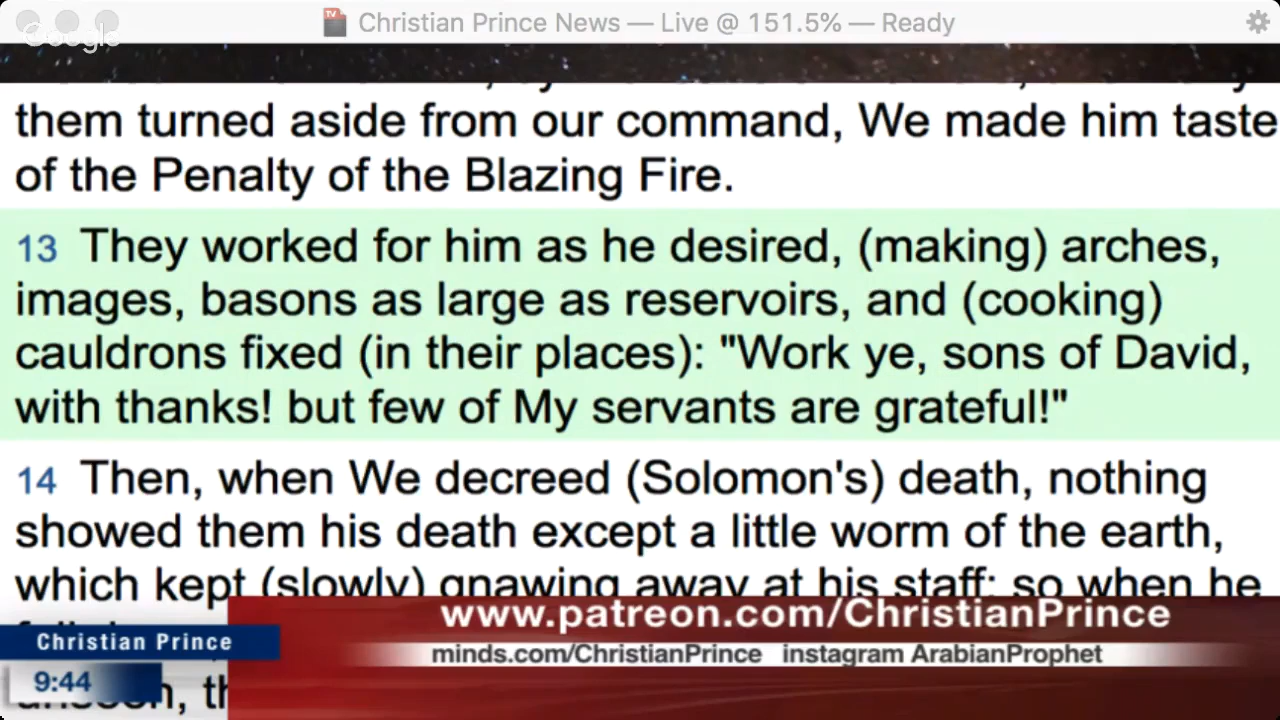 Christian Prince News — Live @ 151.5% — Ready
Google
them turned aside from our command, We made him taste
of the Penalty of the Blazing Fire.
13 They worked for him as he desired, (making) arches,
images, basons as large as reservoirs, and (cooking)
cauldrons fixed (in their places): "Work ye, sons of David,
with thanks! but few of My servants are grateful!"
14 Then, when We decreed (Solomon's) death, nothing
showed them his death except a little worm of the earth,
which kept (slowly) gnawing away at his staff: so when he
www.patreon.com/ChristianPrince
Christian Prince
minds.com/ChristianPrince instagram ArabianProphet
9:44